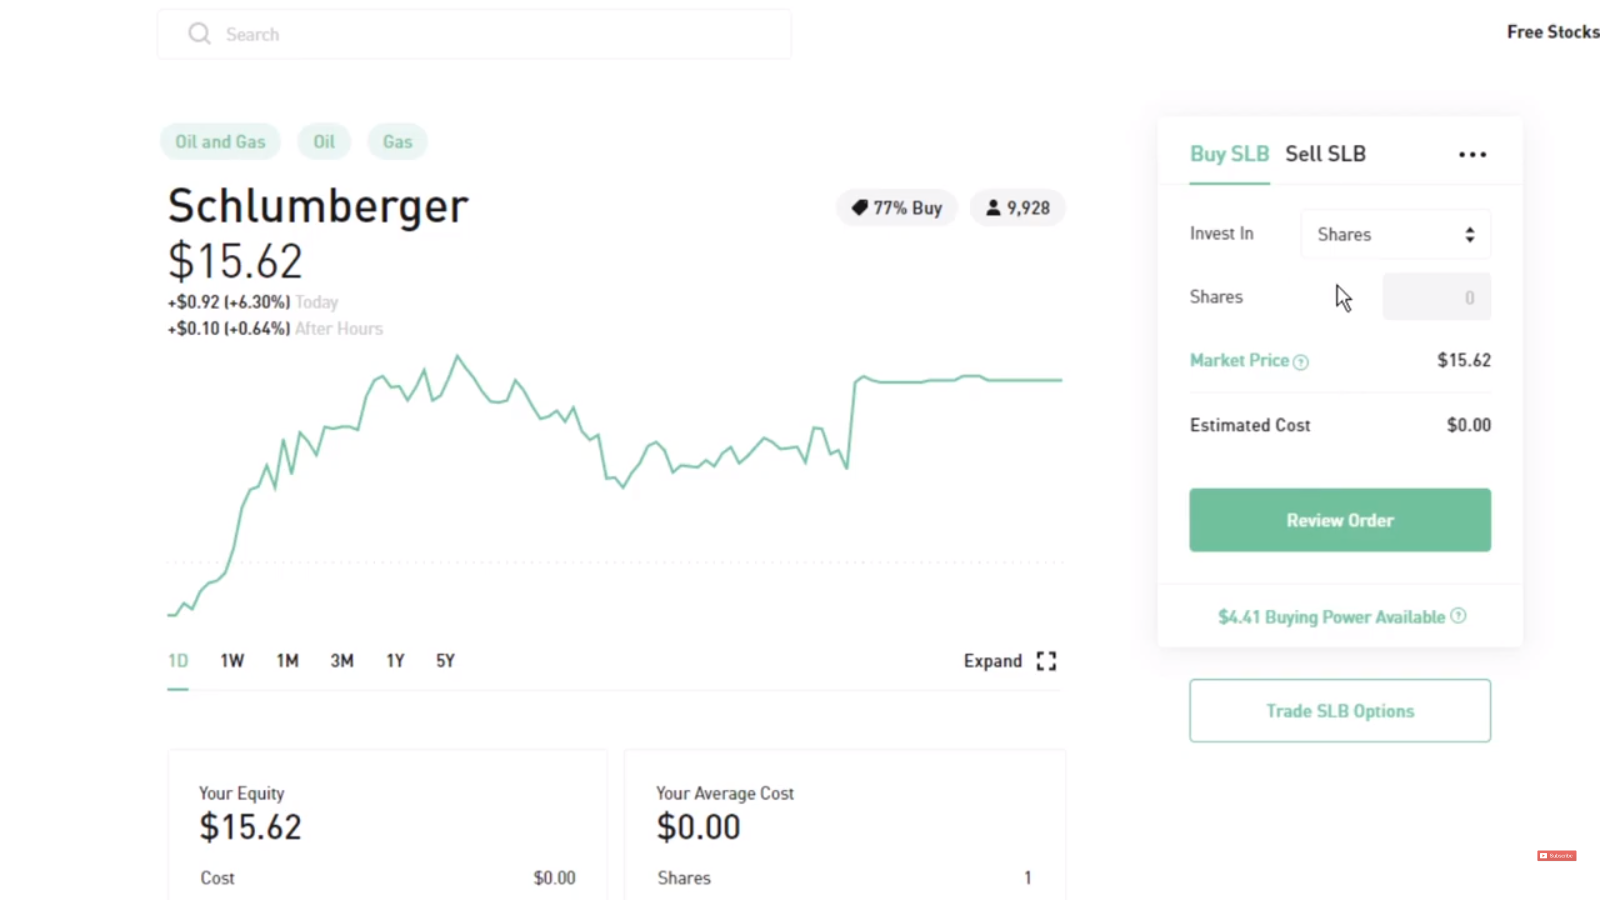 Search
Free Stocks
Oil and Gas
Oil
Gas
Schlumberger
$15.62
+$0.92 (+6.30%) Today
+$0.10 (+0.64%) After Hours
77% Buy
9,928
1D
1W
1M
3M
1Y
5Y
Expand
Your Equity
$15.62
Cost
$0.00
Your Average Cost
$0.00
Shares
1
Buy SLB
Sell SLB
Invest In
Shares
Shares
0
Market Price
$15.62
Estimated Cost
$0.00
Review Order
$4.41 Buying Power Available
Trade SLB Options
Subscribe